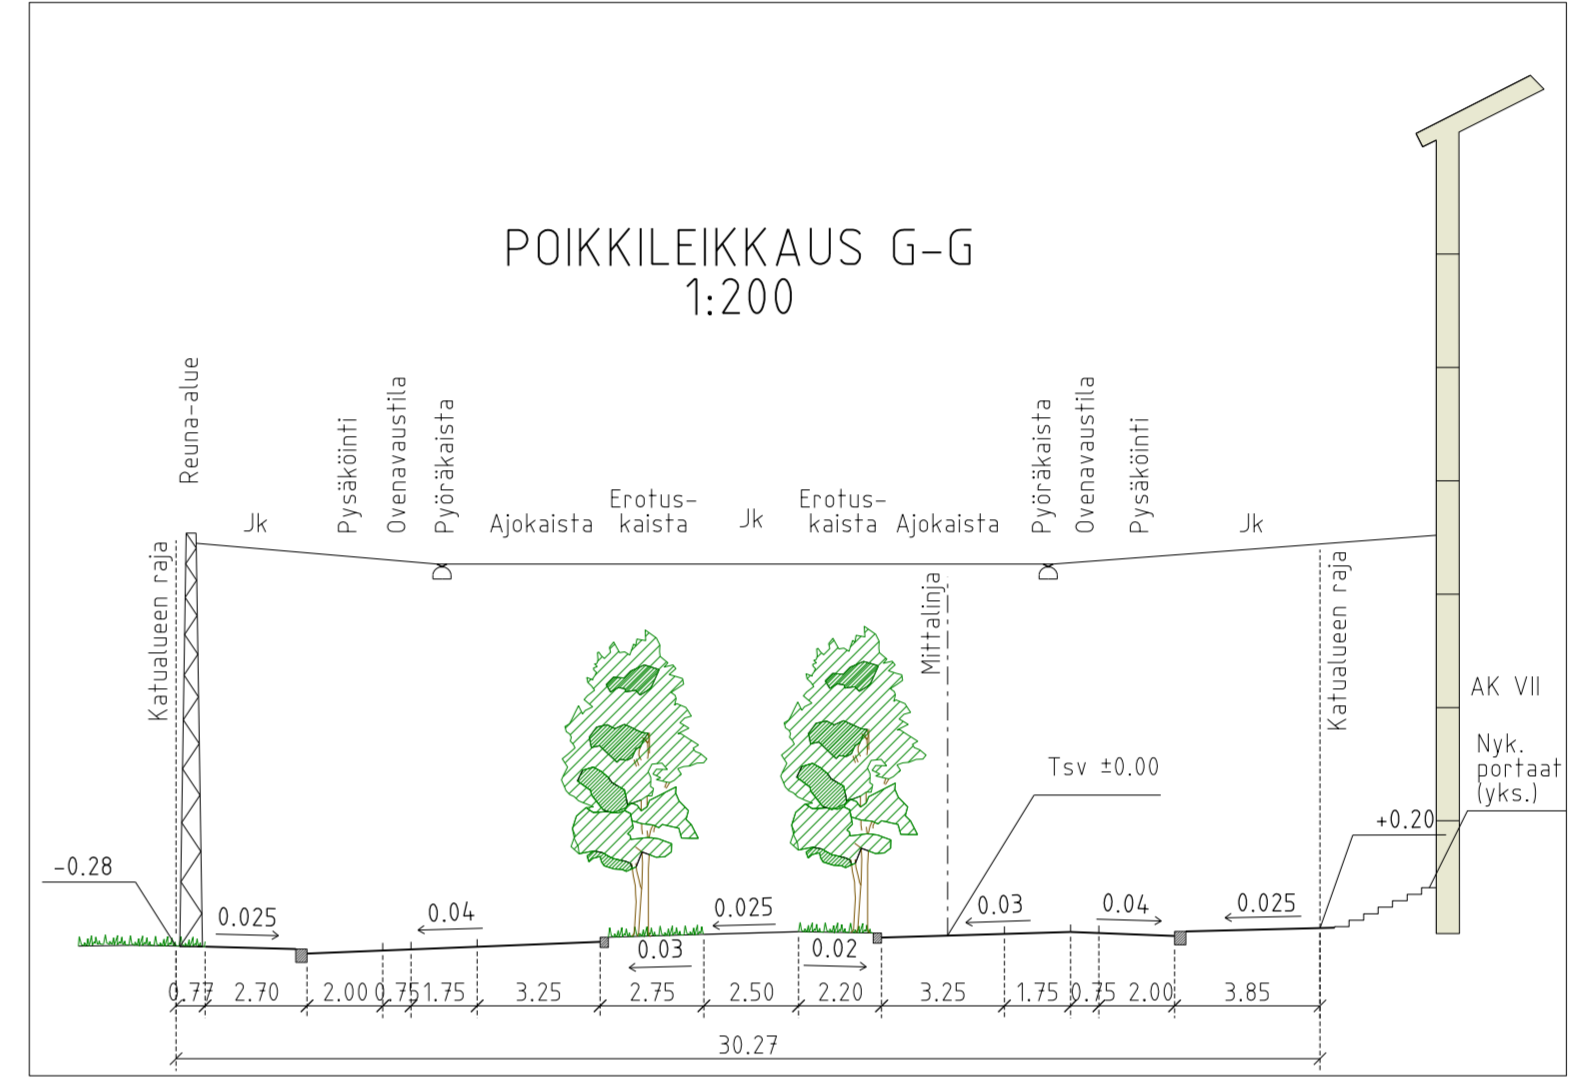 POIKKILEIKKAUS G-G
1:200
Reuna-alue
Jk
Pysäköinti
Ovenavaustila
Pyöräkaista
Ajokaista
Erotus-
kaista
Jk
Erotus-
kaista
Ajokaista
Pyöräkaista
Ovenavaustila
Pysäköinti
Jk
Katualueen raja
Mittalinja
Katualueen raja
AK VII
Nyk.
portaat
(yks.)
Tsv ±0.00
+0.20
-0.28
0.025
0.04
0.025
0.03
0.04
0.025
0.03
0.02
0.77
2.70
2.00
0.75
1.75
3.25
2.75
2.50
2.20
3.25
1.75
0.75
2.00
3.85
30.27